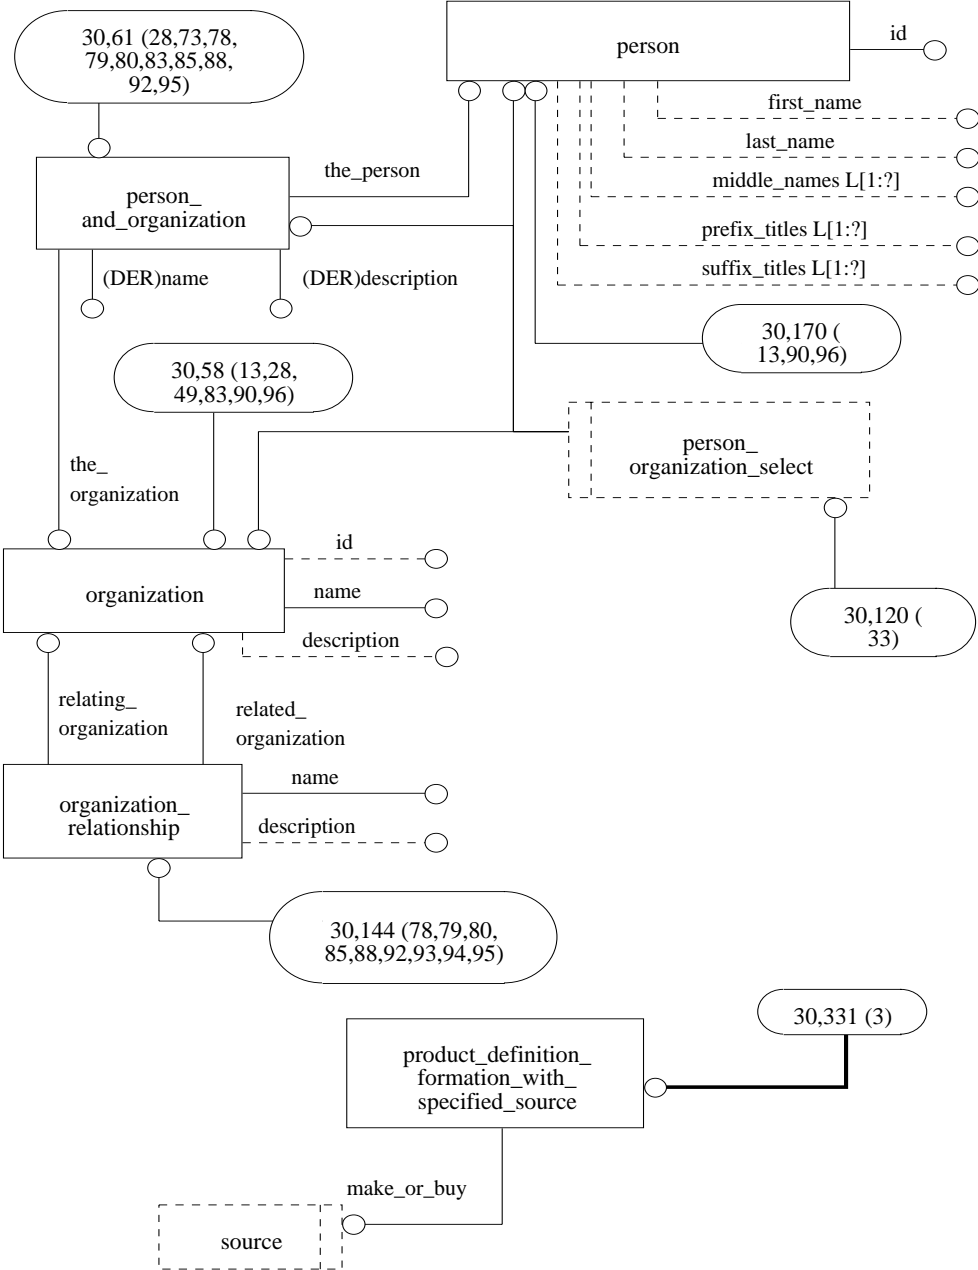 30,61 (28,73,78,
79,80,83,85,88,
92,95)
person
id
first_name
last_name
middle_names L[1:?]
prefix_titles L[1:?]
suffix_titles L[1:?]
the_person
person_
and_organization
(DER)name
(DER)description
30,170 (
13,90,96)
30,58 (13,28,
49,83,90,96)
person_
organization_select
the_
organization
id
organization
name
description
30,120 (
33)
relating_
organization
related_
organization
name
organization_
relationship
description
30,144 (78,79,80,
85,88,92,93,94,95)
30,331 (3)
product_definition_
formation_with_
specified_source
make_or_buy
source